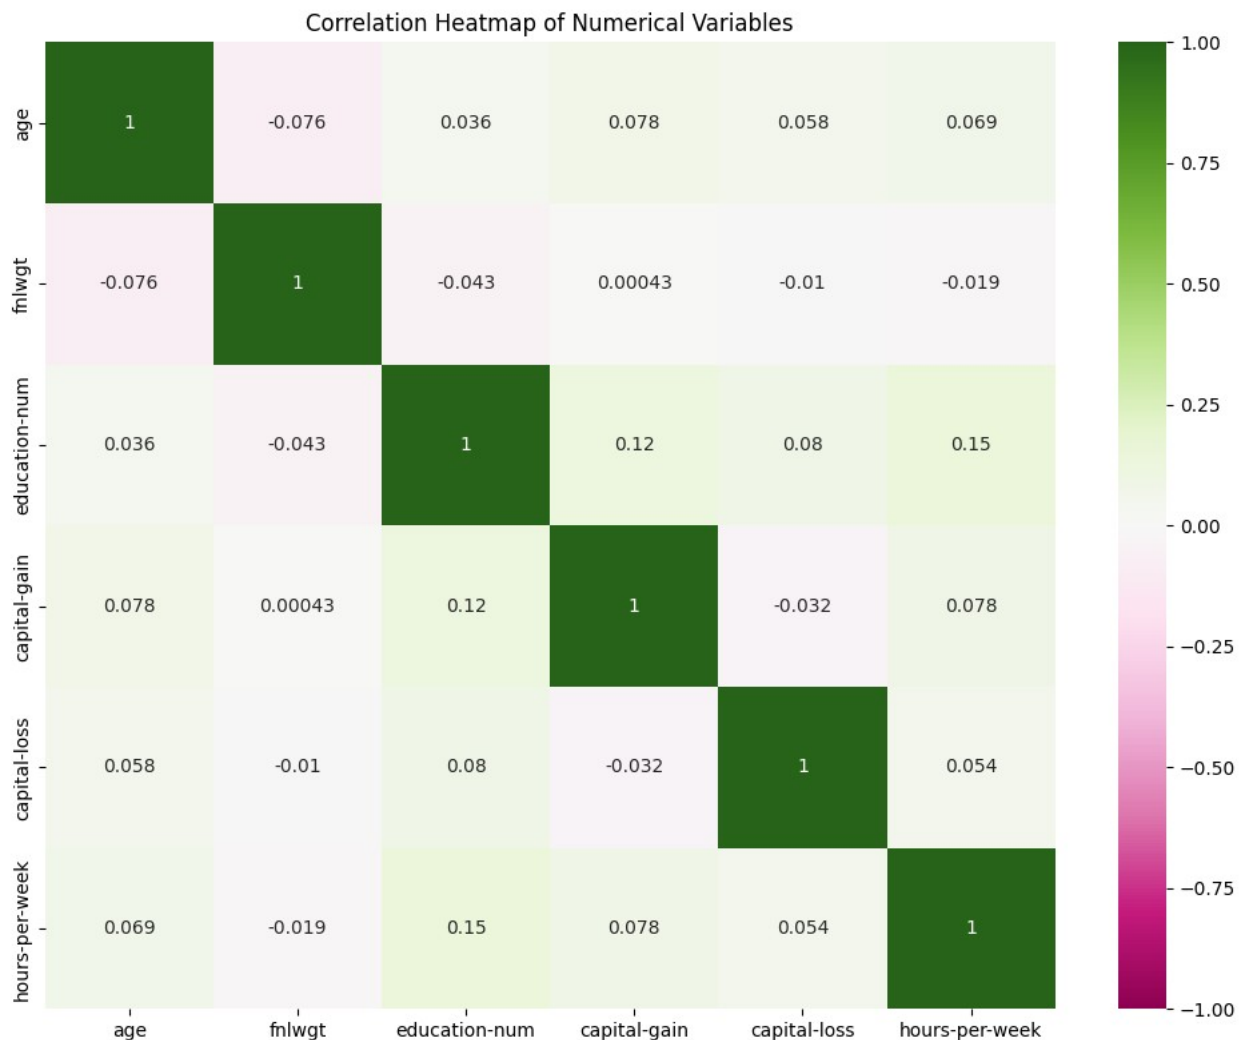 Correlation Heatmap of Numerical Variables
age 1 -0.076 0.036 0.078 0.058 0.069
fnlwgt -0.076 1 -0.043 0.00043 -0.01 -0.019
education-num 0.036 -0.043 1 0.12 0.08 0.15
capital-gain 0.078 0.00043 0.12 1 -0.032 0.078
capital-loss 0.058 -0.01 0.08 -0.032 1 0.054
hours-per-week 0.069 -0.019 0.15 0.078 0.054 1
age fnlwgt education-num capital-gain capital-loss hours-per-week
1.00
0.75
0.50
0.25
0.00
−0.25
−0.50
−0.75
−1.00